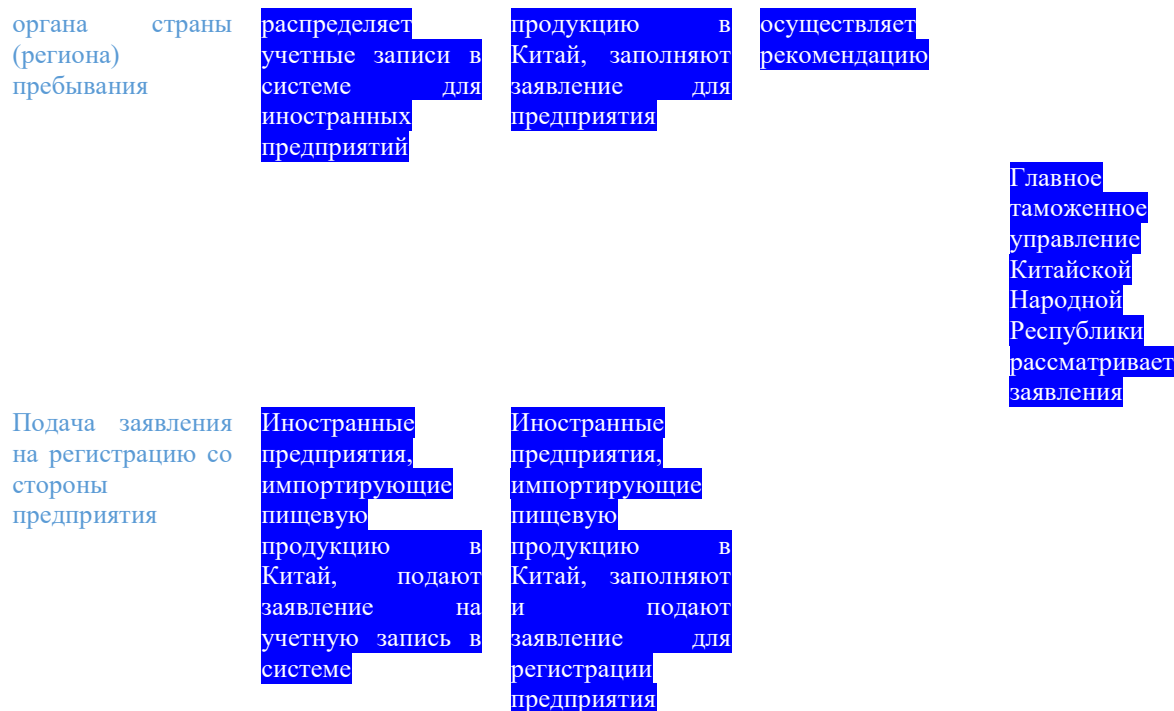 органа страны
(региона)
пребывания
распределяет
учетные записи в
системе для
иностранных
предприятий
продукцию в
Китай, заполняют
заявление для
предприятия
осуществляет
рекомендацию
Главное
таможенное
управление
Китайской
Народной
Республики
рассматривает
заявления
Подача заявления
на регистрацию со
стороны
предприятия
Иностранные
предприятия,
импортирующие
пищевую
продукцию в
Китай, подают
заявление на
учетную запись в
системе
Иностранные
предприятия,
импортирующие
пищевую
продукцию в
Китай, заполняют
и подают
заявление для
регистрации
предприятия